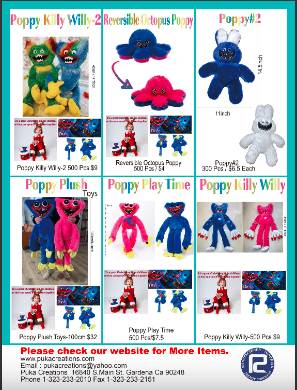 Poppy Killy Willy-2
Reversible Octopus Poppy
Poppy#2
14.5 inch
11inch
Poppy Killy Willy-2 500 Pcs $9
Reversible Octopus Poppy
500 Pcs / $4
Poppy#2
300 Pcs / $6.5 Each
Poppy Plush
Toys
Poppy Play Time
Poppy Killy Willy
Poppy Plush Toys-100cm $32
Poppy Play Time
500 Pcs/$7.5
Poppy Killy Willy-500 Pcs $9
Please check our website for More Items.
www.pukacreations.com
Email : pukacreations@yahoo.com
Puka Creations 16840 S.Main St. Gardena Ca 90248
Phone 1-323-233-2010 Fax 1-323-233-2161